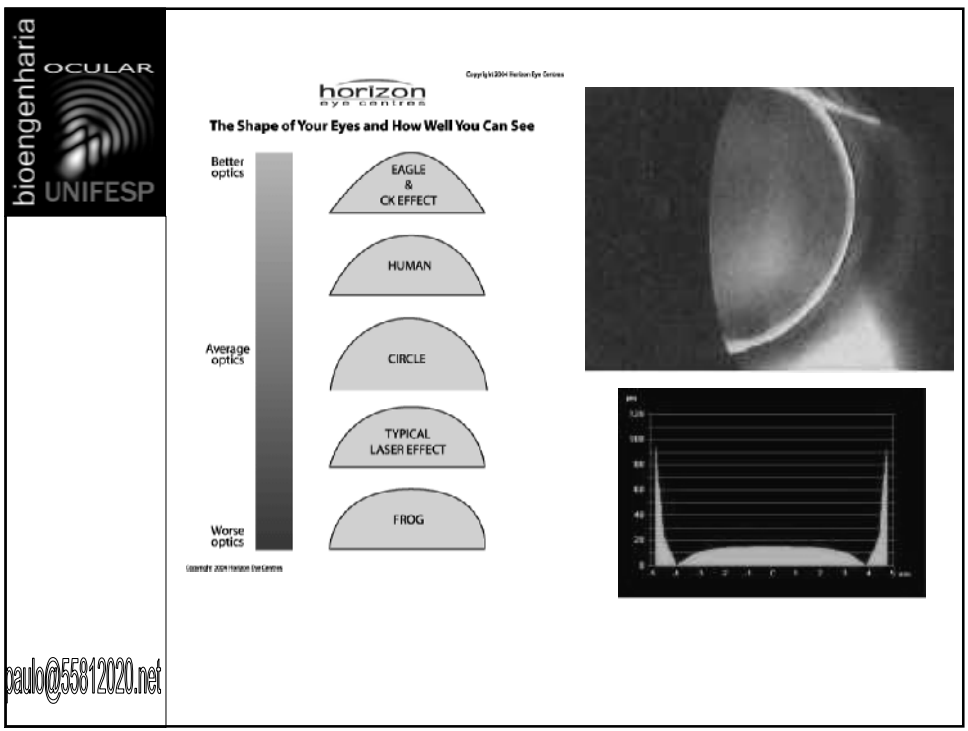 bioengenharia
OCULAR
UNIFESP
Copyright 2004 Horizon Eye Centres
horizon
eye centres
The Shape of Your Eyes and How Well You Can See
Better
optics
EAGLE
&
CK EFFECT
HUMAN
Average
optics
CIRCLE
TYPICAL
LASER EFFECT
Worse
optics
FROG
Copyright 2004 Horizon Eye Centres
120
100
80
60
40
20
0
paulo@55812020.net